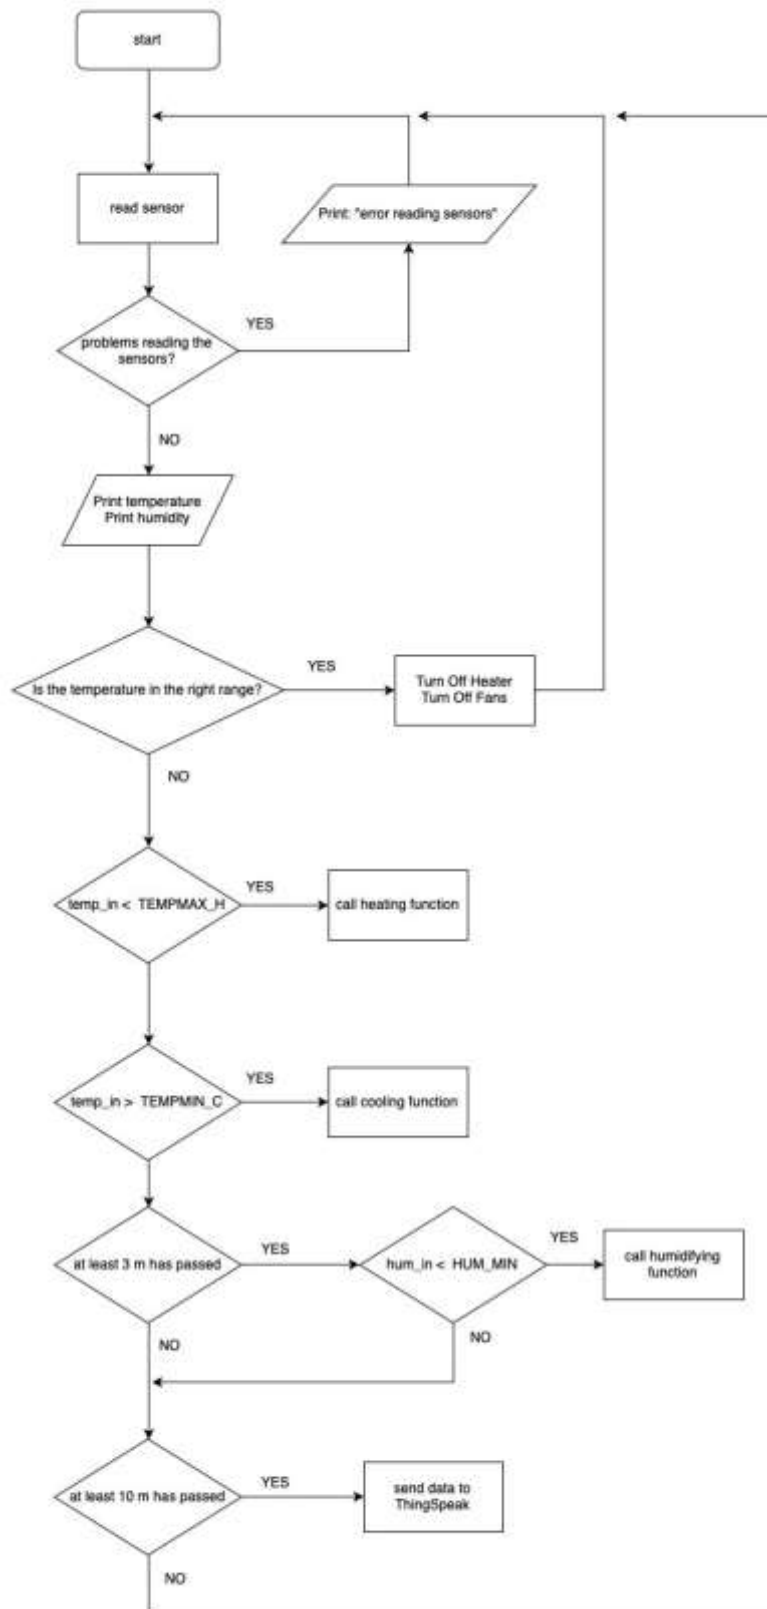 start
read sensor
Print: "error reading sensors"
YES
problems reading the
sensors?
NO
Print temperature
Print humidity
YES
Is the temperature in the right range?
Turn Off Heater
Turn Off Fans
NO
YES
temp_in < TEMPMAX_H
call heating function
YES
temp_in > TEMPMIN_C
call cooling function
YES
YES
at least 3 m has passed
hum_in < HUM_MIN
call humidifying
function
NO
NO
YES
at least 10 m has passed
send data to
ThingSpeak
NO